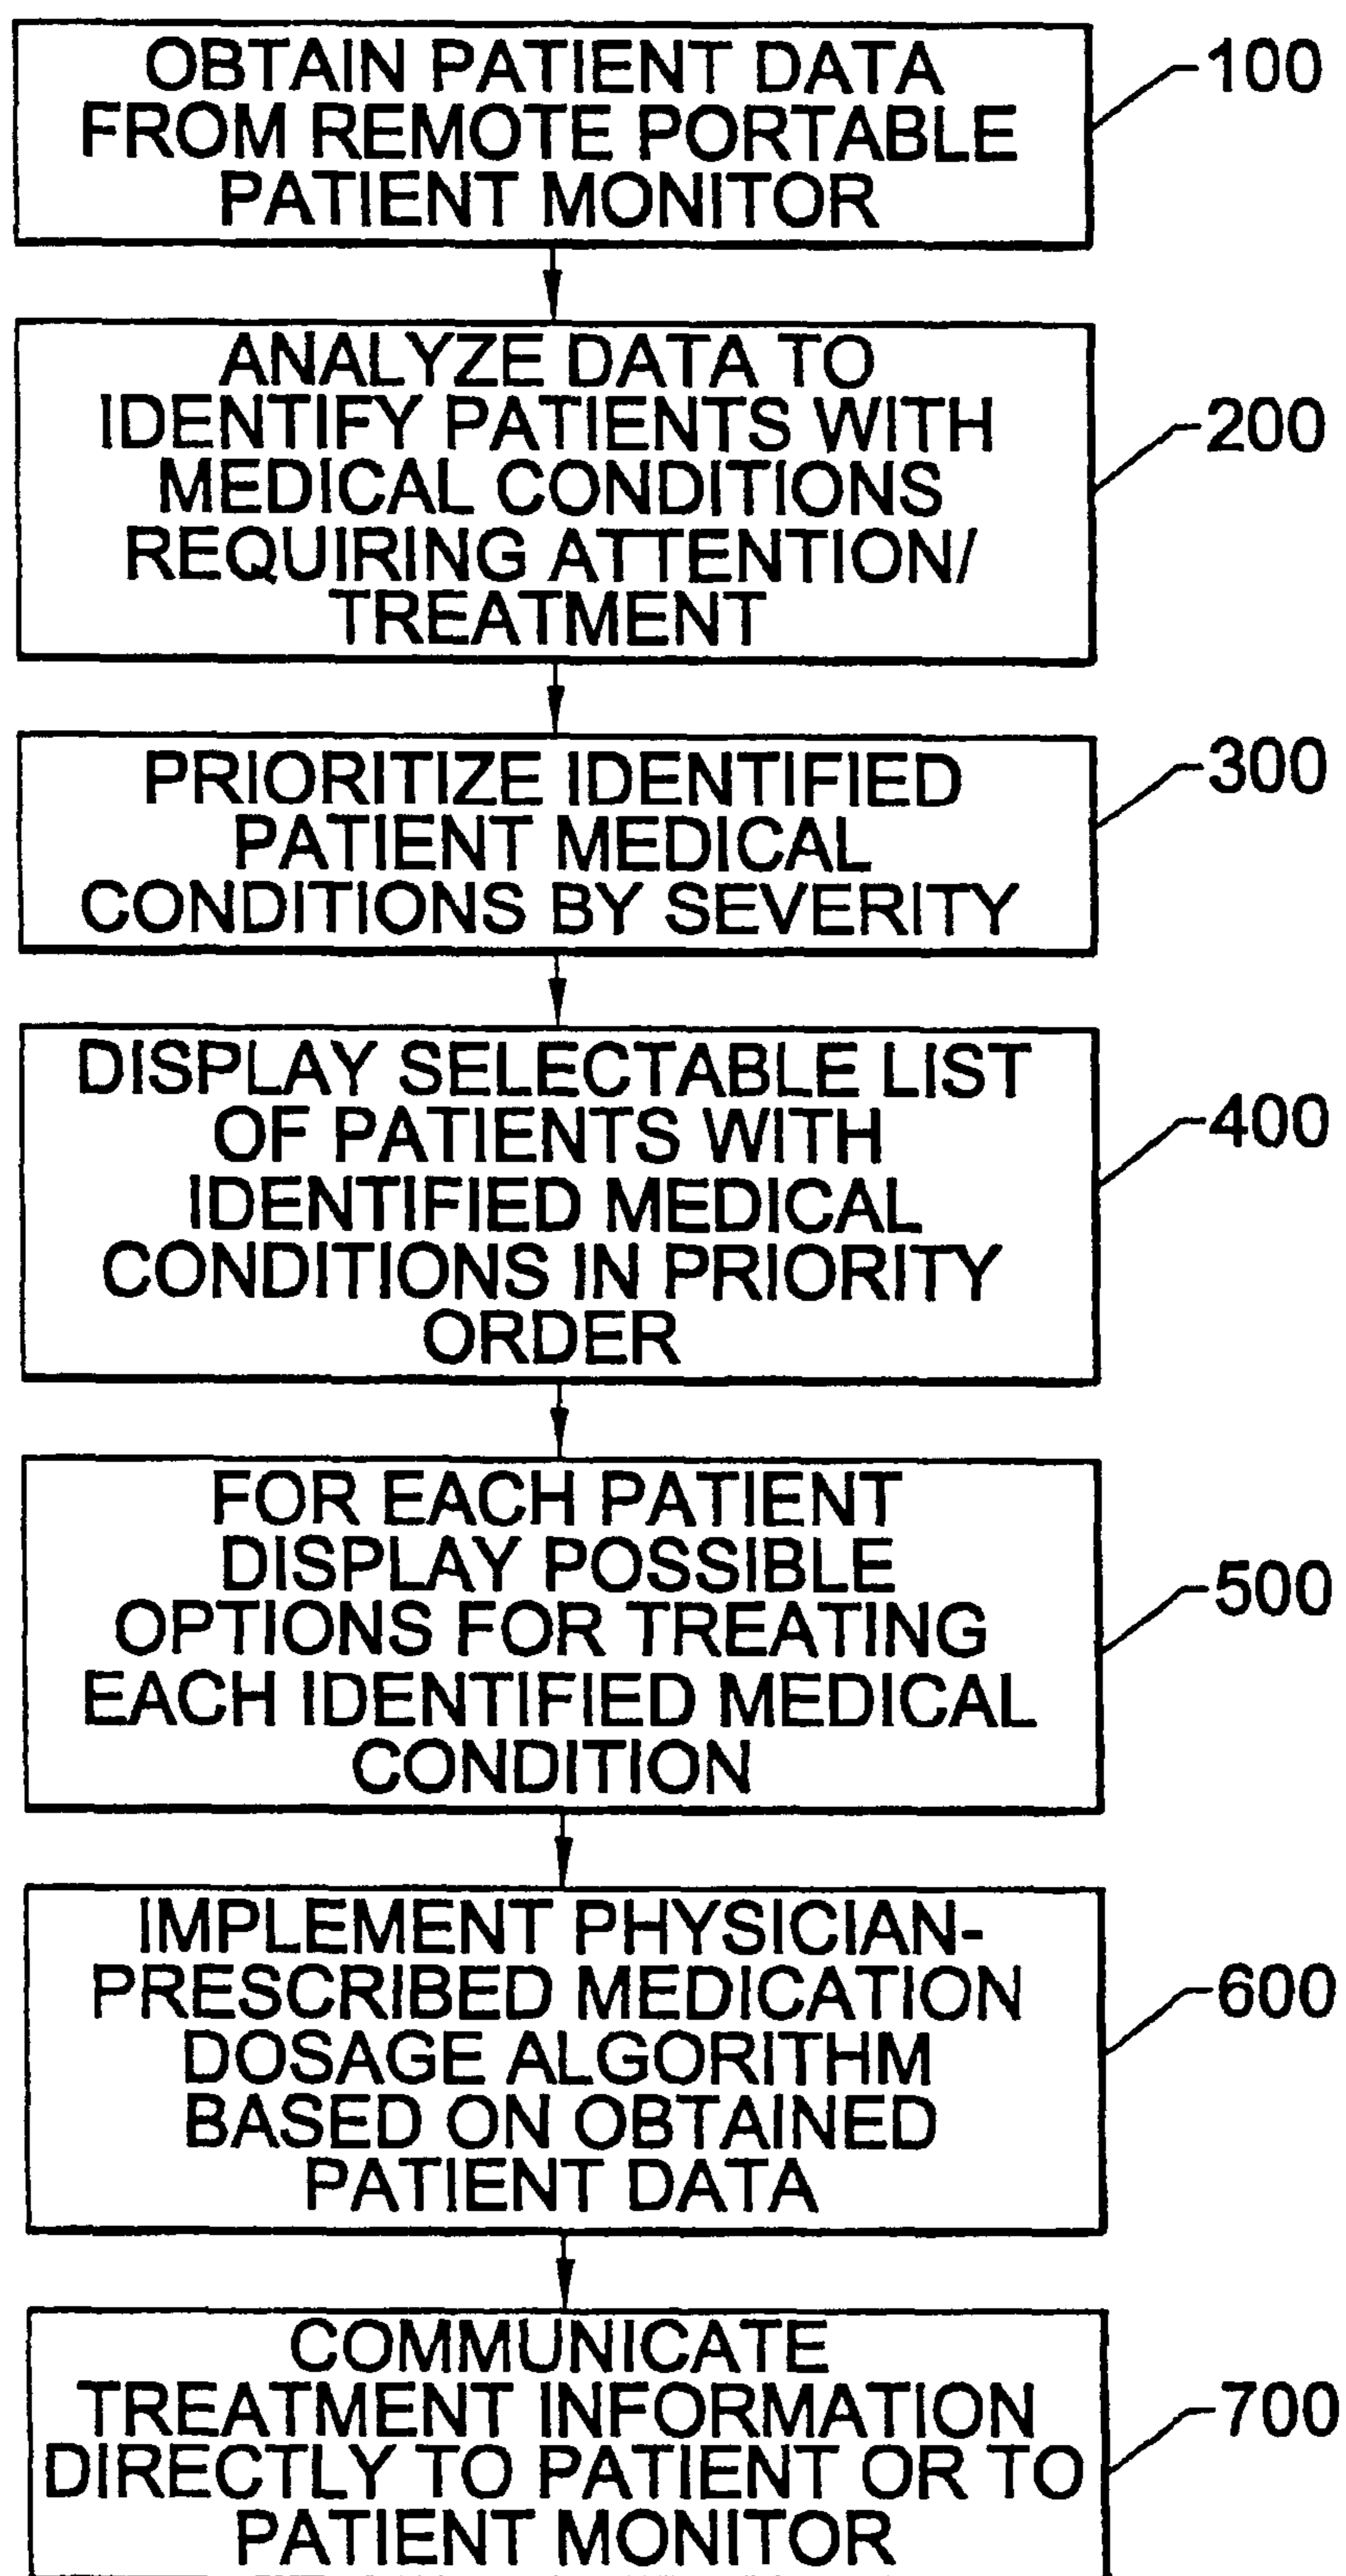 OBTAIN PATIENT DATA
FROM REMOTE PORTABLE
PATIENT MONITOR
100
ANALYZE DATA TO
IDENTIFY PATIENTS WITH
MEDICAL CONDITIONS
REQUIRING ATTENTION/
TREATMENT
200
PRIORITIZE IDENTIFIED
PATIENT MEDICAL
CONDITIONS BY SEVERITY
300
DISPLAY SELECTABLE LIST
OF PATIENTS WITH
IDENTIFIED MEDICAL
CONDITIONS IN PRIORITY
ORDER
400
FOR EACH PATIENT
DISPLAY POSSIBLE
OPTIONS FOR TREATING
EACH IDENTIFIED MEDICAL
CONDITION
500
IMPLEMENT PHYSICIAN-
PRESCRIBED MEDICATION
DOSAGE ALGORITHM
BASED ON OBTAINED
PATIENT DATA
600
COMMUNICATE
TREATMENT INFORMATION
DIRECTLY TO PATIENT OR TO
PATIENT MONITOR
700